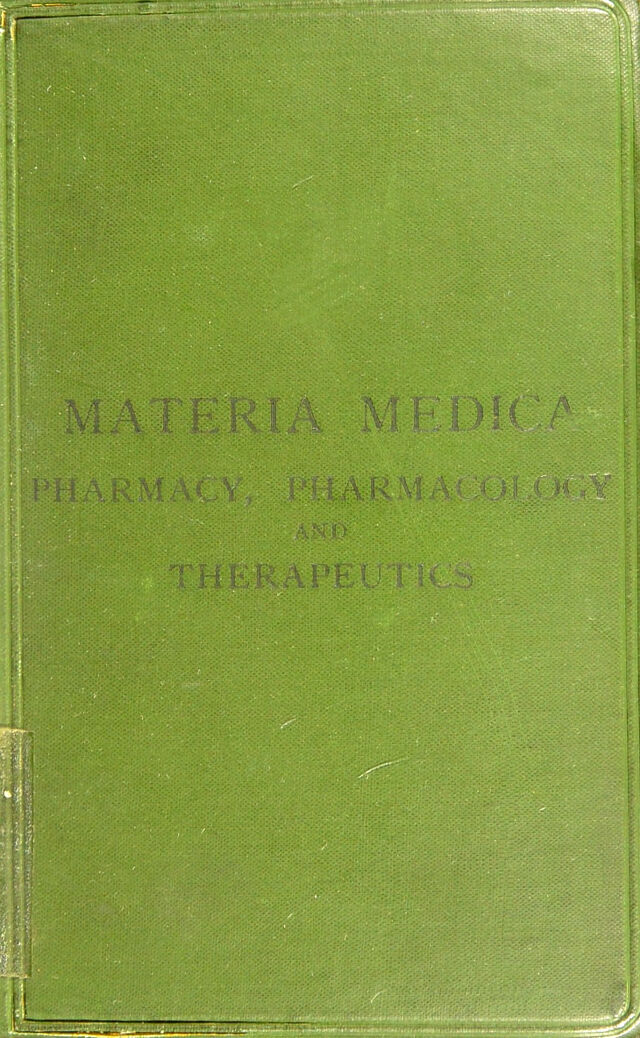 MATERIA MEDICA
PHARMACY, PHARMACOLOGY
AND
THERAPEUTICS